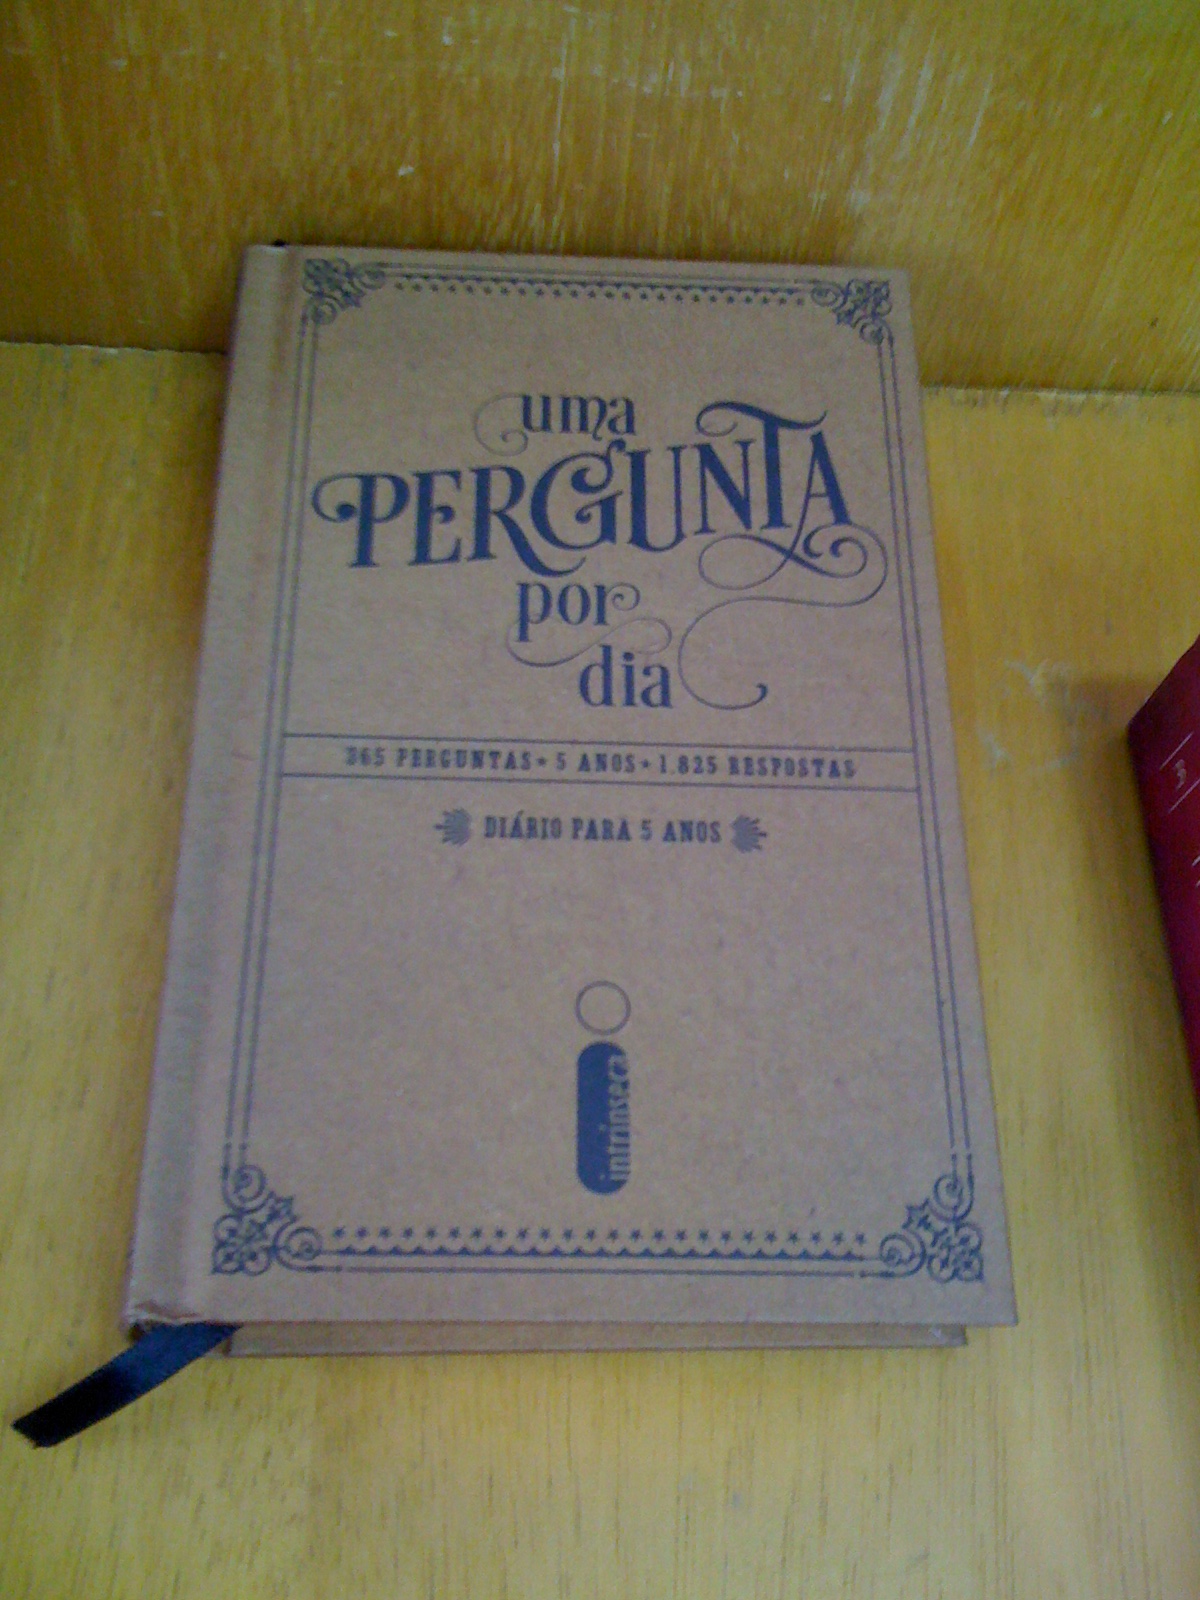 uma
PERGUNTA
por
dia
365 PERGUNTAS★5 ANOS★1.825 RESPOSTAS
DIÁRIO PARA 5 ANOS
intrínseca